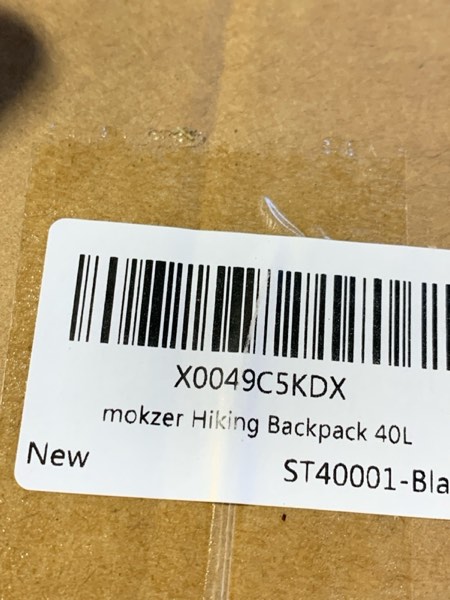 X0049C5KDX
mokzer Hiking Backpack 40L
New
ST40001-Bla